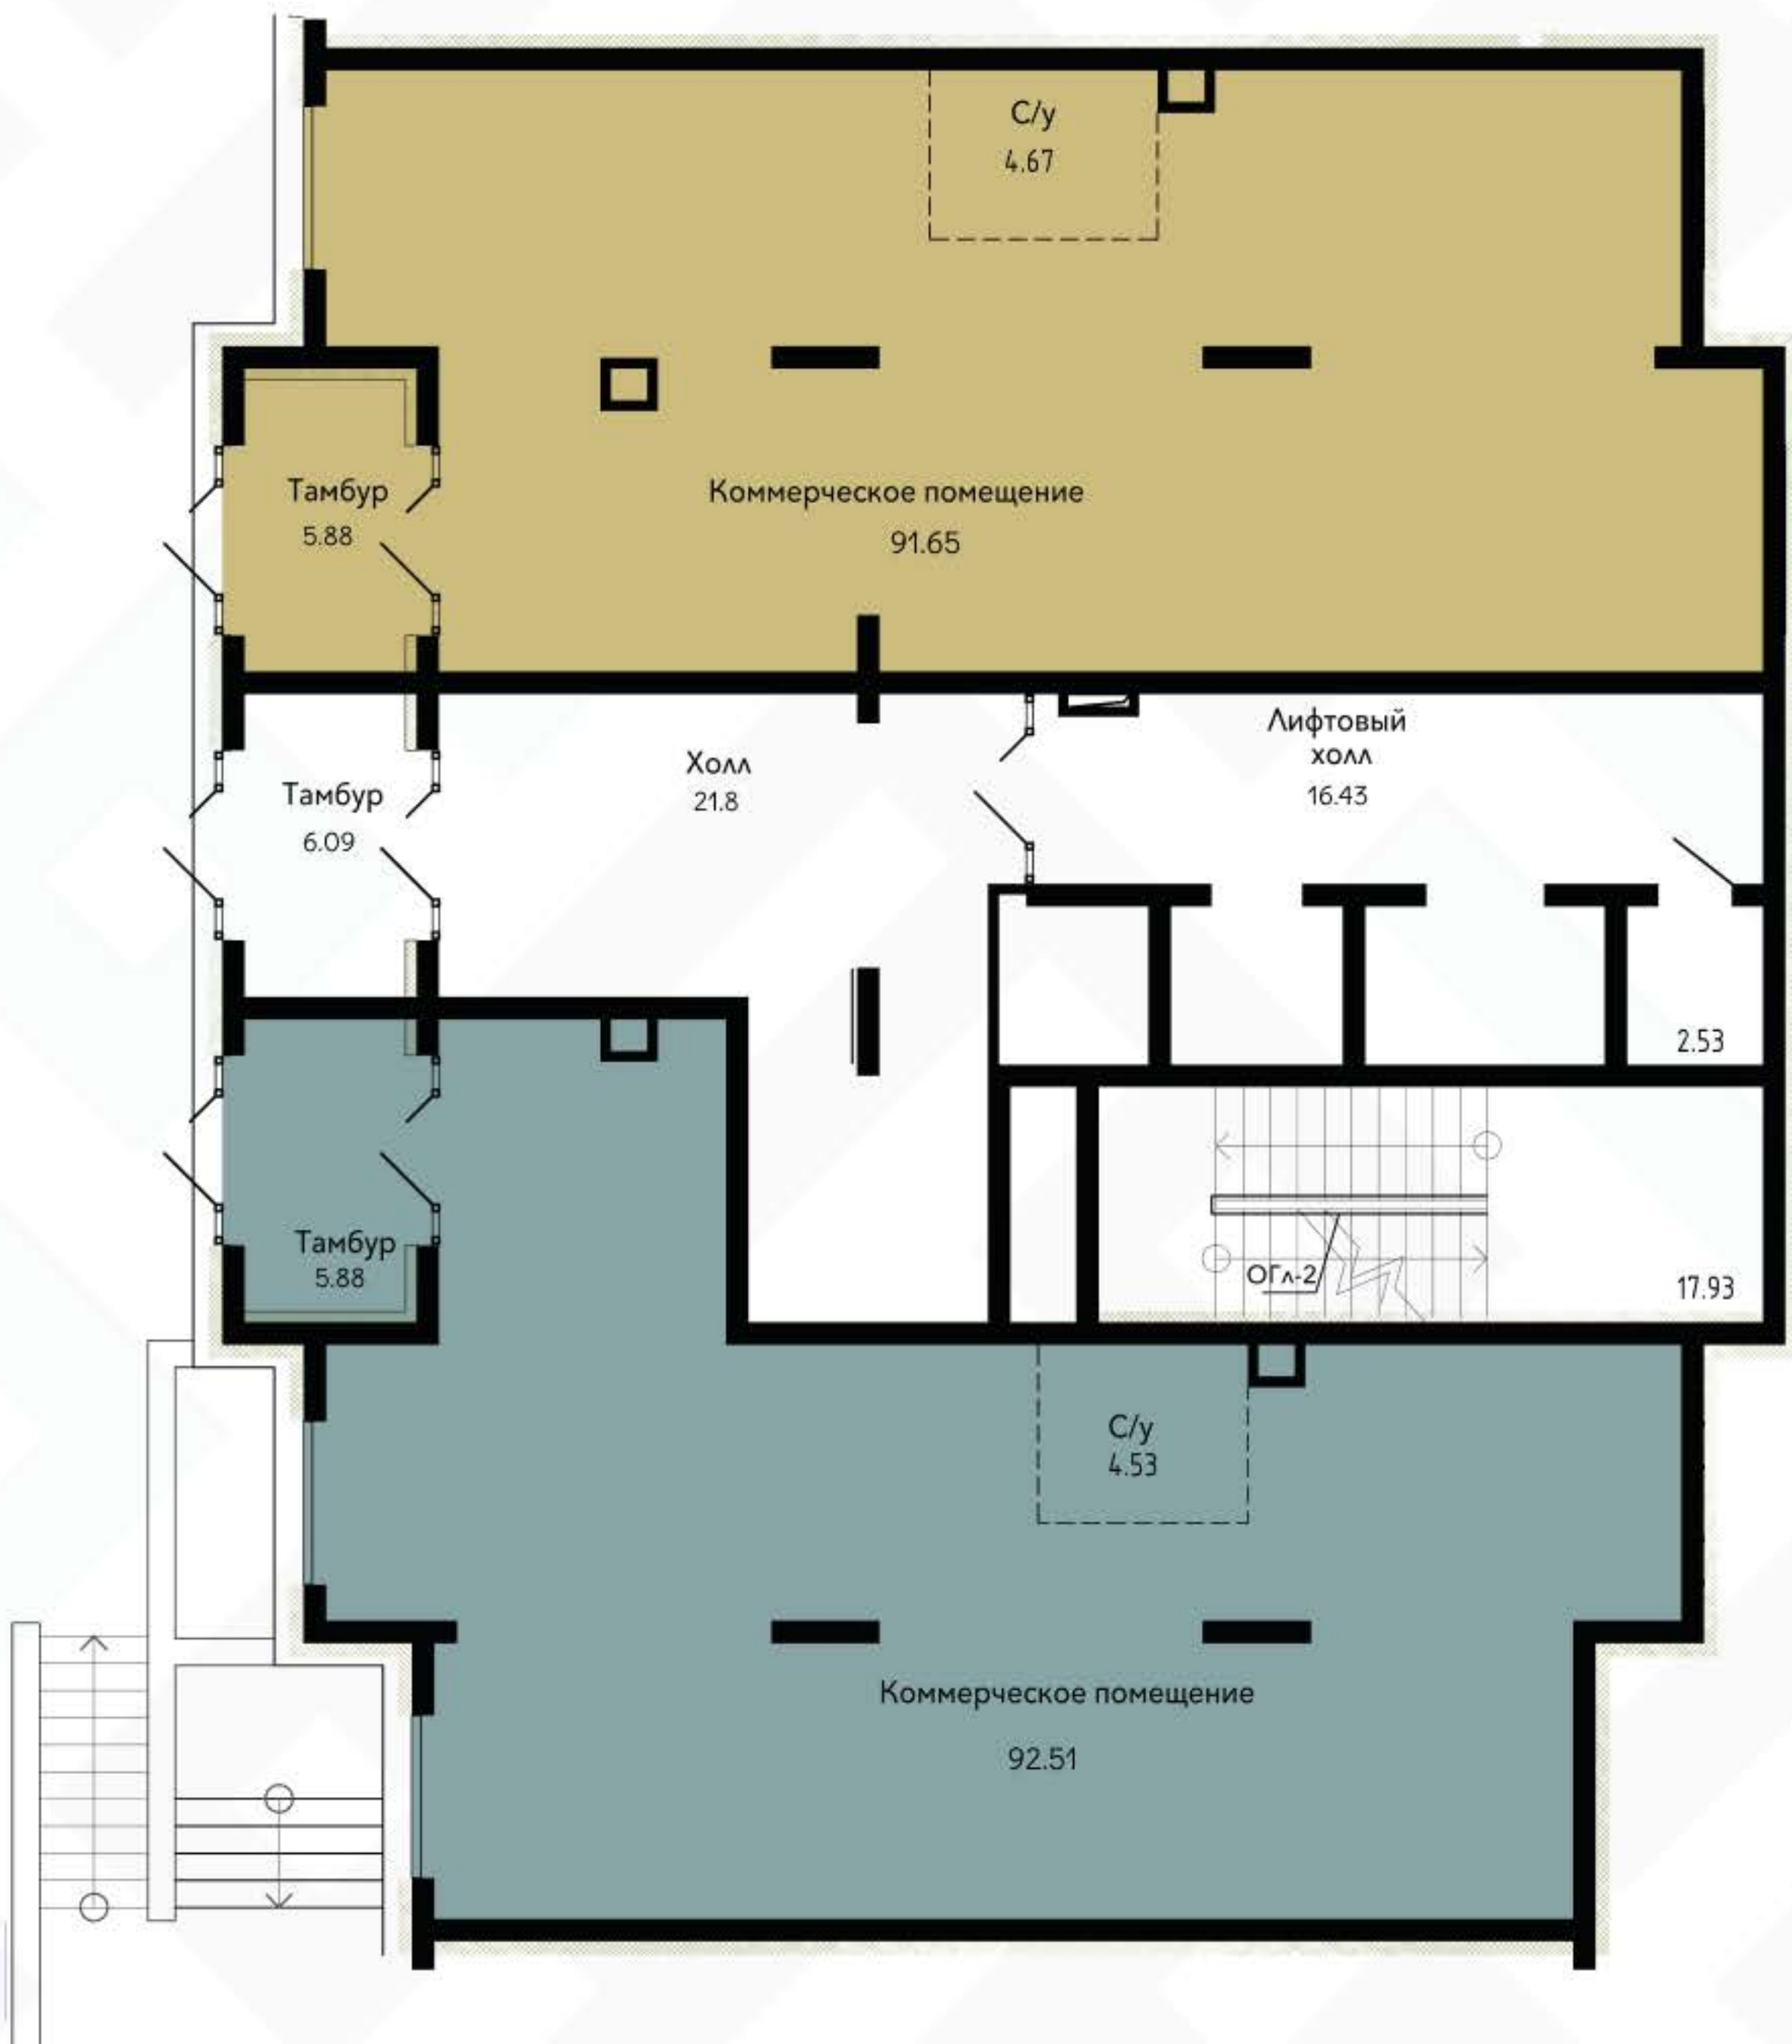 С/у
4.67
Тамбур
5.88
Коммерческое помещение
91.65
Лифтовый
холл
16.43
Холл
21.8
Тамбур
6.09
2.53
Тамбур
5.88
ОГл-2
17.93
С/у
4.53
Коммерческое помещение
92.51